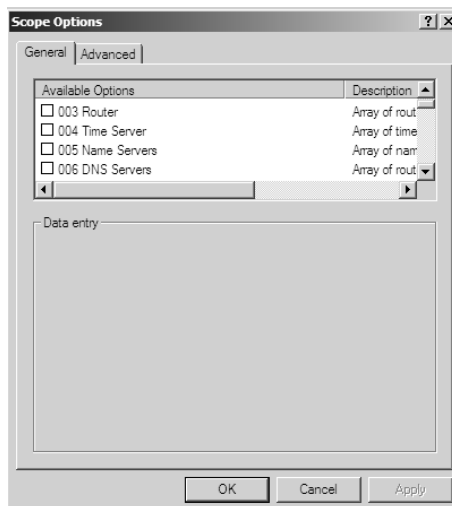 Scope Options
General Advanced
Available Options Description
003 Router Array of rout
004 Time Server Array of time
005 Name Servers Array of nam
006 DNS Servers Array of rout
Data entry
OK Cancel Apply